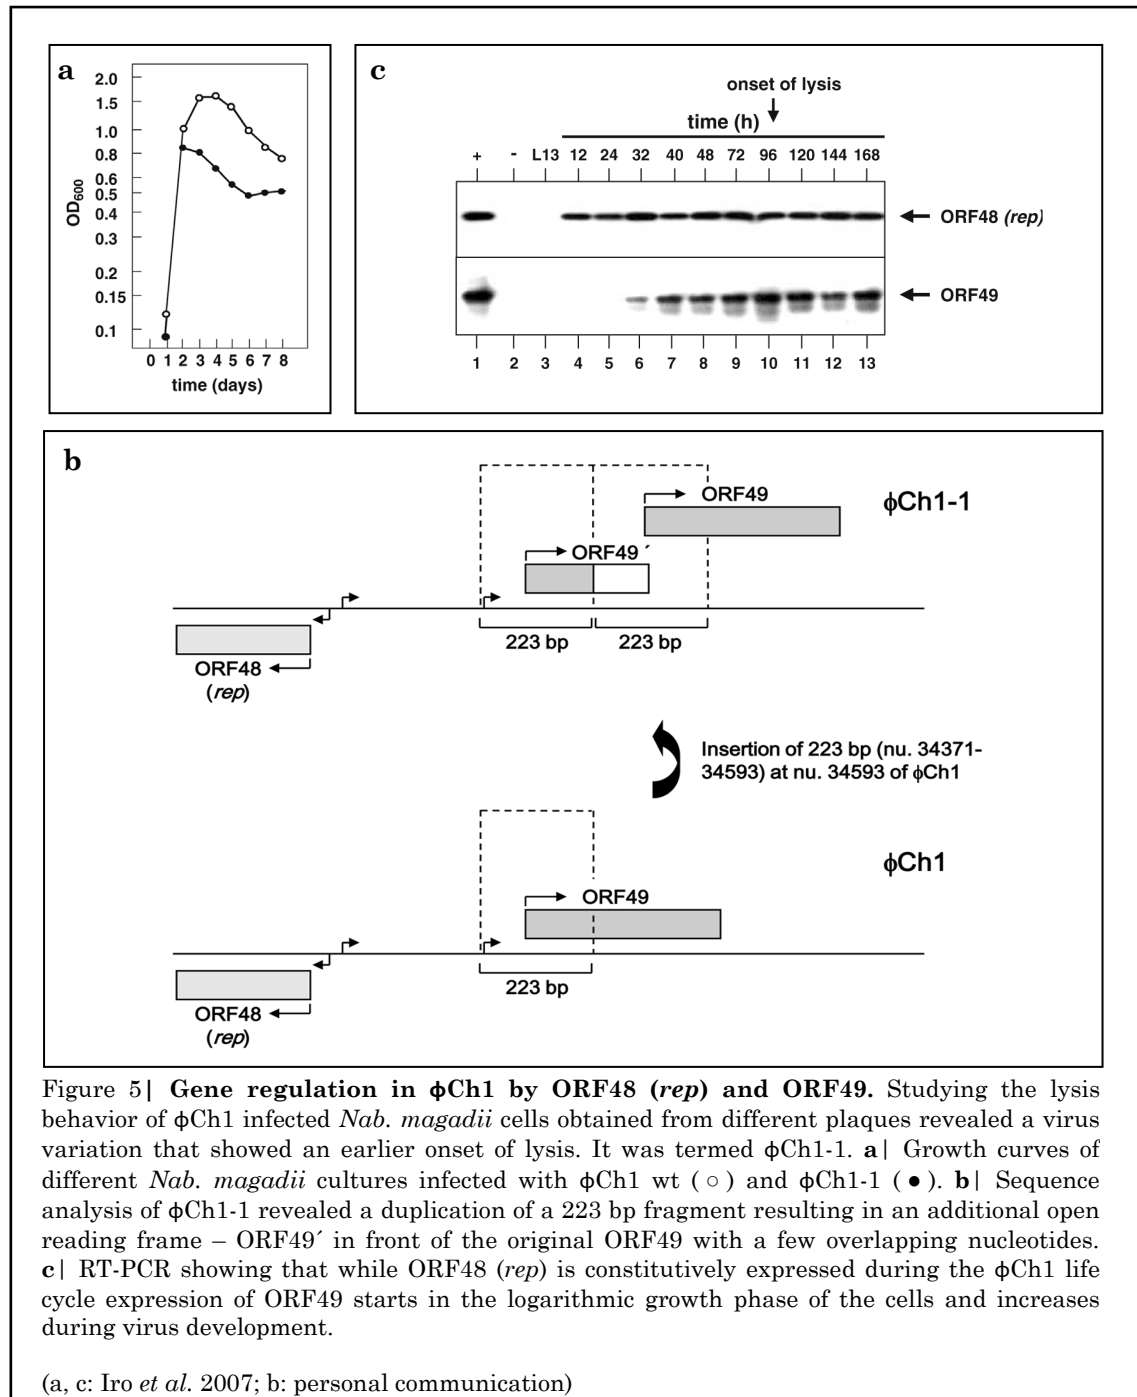 a
2.0
1.5
1.0
0.8
0.6
0.5
0.4
0.3
0.2
0.15
0.1
OD600
0 1 2 3 4 5 6 7 8
time (days)
c
onset of lysis
time (h)
+ - L13 12 24 32 40 48 72 96 120 144 168
ORF48 (rep)
ORF49
1 2 3 4 5 6 7 8 9 10 11 12 13
b
ORF49
ϕCh1-1
ORF49´
223 bp 223 bp
ORF48
(rep)
Insertion of 223 bp (nu. 34371-
34593) at nu. 34593 of ϕCh1
ϕCh1
ORF49
223 bp
ORF48
(rep)
Figure 5| Gene regulation in ϕCh1 by ORF48 (rep) and ORF49. Studying the lysis
behavior of ϕCh1 infected Nab. magadii cells obtained from different plaques revealed a virus
variation that showed an earlier onset of lysis. It was termed ϕCh1-1. a| Growth curves of
different Nab. magadii cultures infected with ϕCh1 wt (○) and ϕCh1-1 (●). b| Sequence
analysis of ϕCh1-1 revealed a duplication of a 223 bp fragment resulting in an additional open
reading frame – ORF49´ in front of the original ORF49 with a few overlapping nucleotides.
c| RT-PCR showing that while ORF48 (rep) is constitutively expressed during the ϕCh1 life
cycle expression of ORF49 starts in the logarithmic growth phase of the cells and increases
during virus development.
(a, c: Iro et al. 2007; b: personal communication)